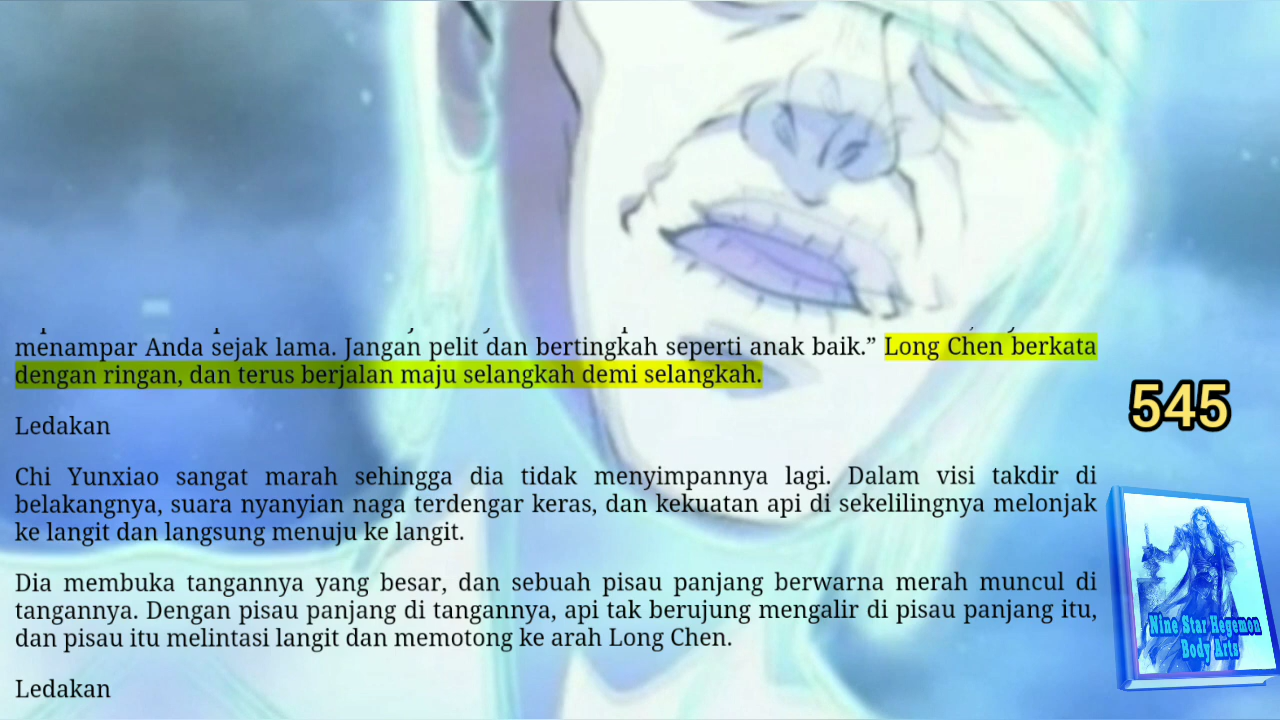 menampar Anda sejak lama. Jangan pelit dan bertingkah seperti anak baik.” Long Chen berkata
dengan ringan, dan terus berjalan maju selangkah demi selangkah.
Ledakan
Chi Yunxiao sangat marah sehingga dia tidak menyimpannya lagi. Dalam visi takdir di
belakangnya, suara nyanyian naga terdengar keras, dan kekuatan api di sekelilingnya melonjak
ke langit dan langsung menuju ke langit.
Dia membuka tangannya yang besar, dan sebuah pisau panjang berwarna merah muncul di
tangannya. Dengan pisau panjang di tangannya, api tak berujung mengalir di pisau panjang itu,
dan pisau itu melintasi langit dan memotong ke arah Long Chen.
Ledakan
545
Nine Star Hegemon
Body Arts